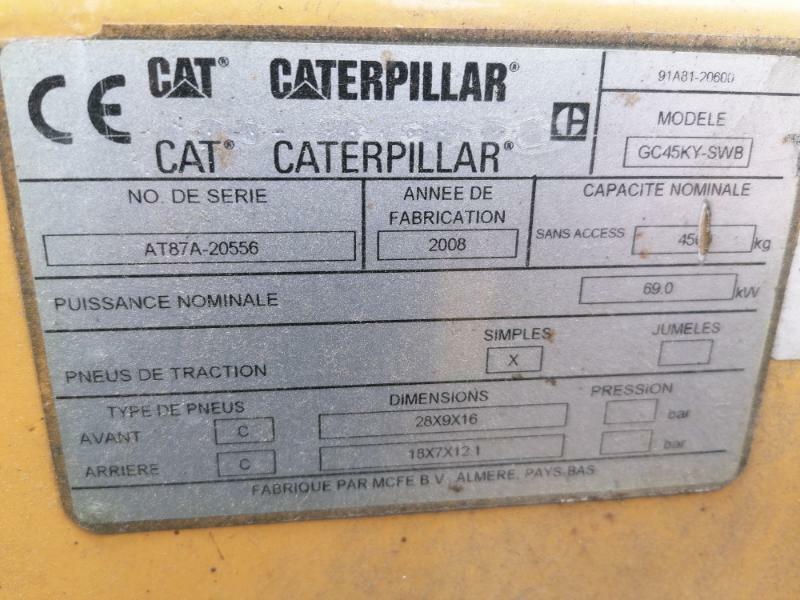 CE CAT® CATERPILLAR®
CAT® CATERPILLAR®
91A81-20600
MODELE
GC45KY-SWB
NO. DE SERIE
AT87A-20556
ANNEE DE
FABRICATION
2008
CAPACITE NOMINALE
SANS ACCESS kg
PUISSANCE NOMINALE 69.0 kW
SIMPLES JUMELES
PNEUS DE TRACTION X
TYPE DE PNEUS DIMENSIONS PRESSION
AVANT C 28X9X16 bar
ARRIERE C 18X7X12.1 bar
FABRIQUE PAR MCFE B.V., ALMERE, PAYS-BAS